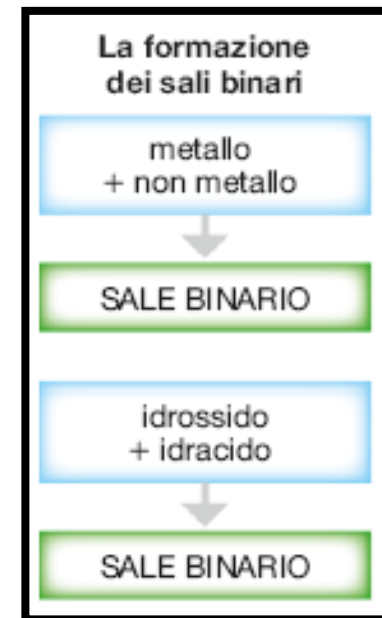 La formazione
dei sali binari
metallo
+ non metallo
SALE BINARIO
idrossido
+ idracido
SALE BINARIO